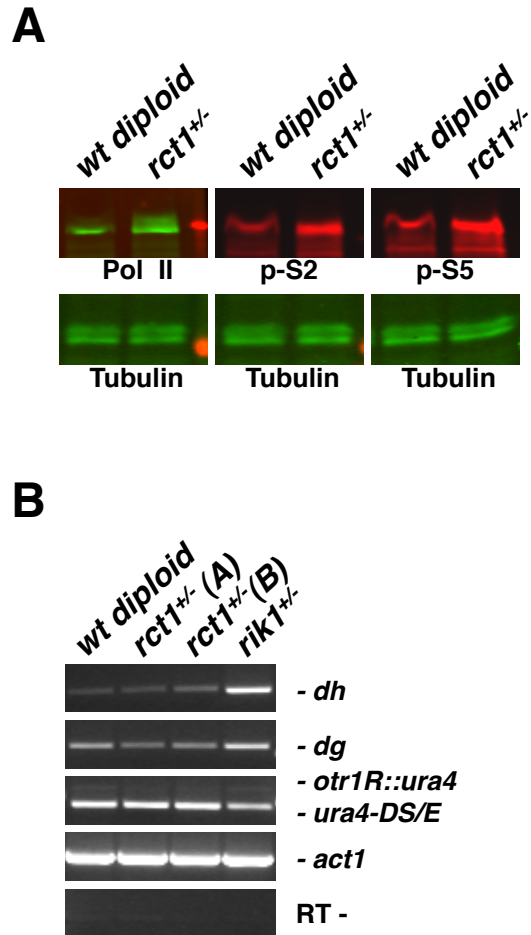 A
wt diploid rct1+/- wt diploid rct1+/- wt diploid rct1+/-
Pol II p-S2 p-S5
Tubulin Tubulin Tubulin
B
wt diploid rct1+/- (A) rct1+/- (B) rik1+/-
- dh
- dg
- otr1R::ura4
- ura4-DS/E
- act1
RT -